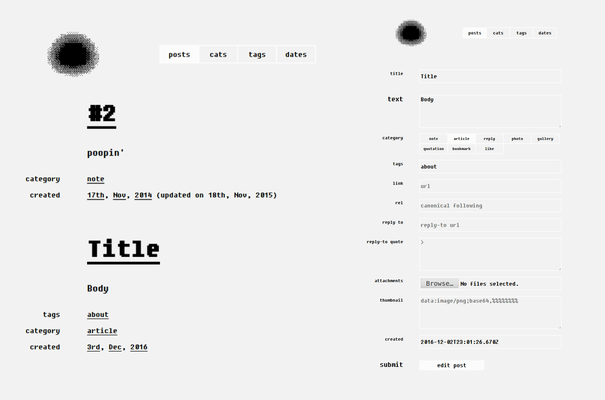 posts cats tags dates
#2
poopin'
category note
created 17th, Nov, 2014 (updated on 18th, Nov, 2015)
Title
Body
tags about
category article
created 3rd, Dec, 2016
posts cats tags dates
title Title
text Body
category note article reply photo gallery
quotation bookmark like
tags about
link url
rel canonical following
reply to reply-to url
reply-to quote >
attachments Browse… No files selected.
thumbnail data:image/png;base64,%%%%%%%%
created 2016-12-02T23:01:26.670Z
submit edit post